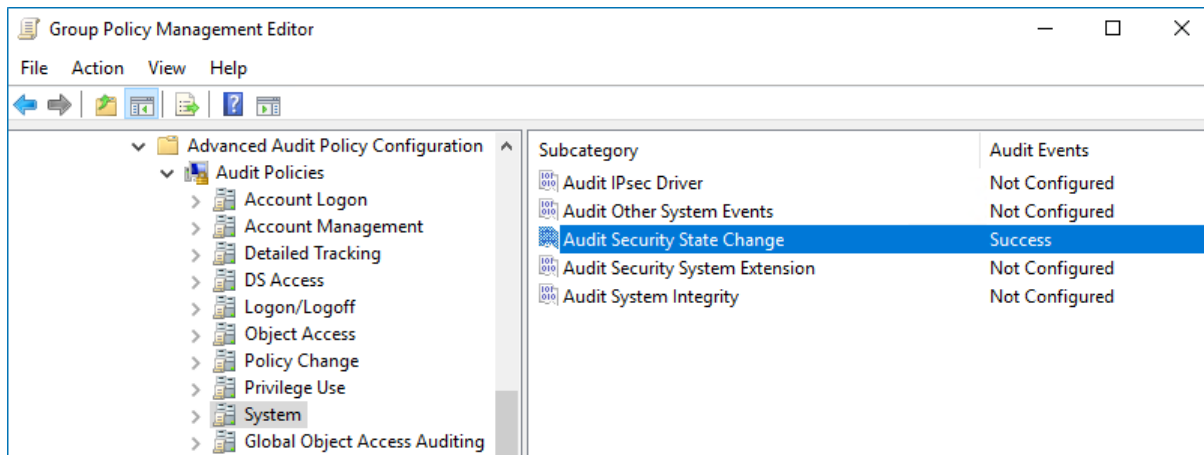 Group Policy Management Editor
File Action View Help
Advanced Audit Policy Configuration
Audit Policies
Account Logon
Account Management
Detailed Tracking
DS Access
Logon/Logoff
Object Access
Policy Change
Privilege Use
System
Global Object Access Auditing
Subcategory Audit Events
Audit IPsec Driver Not Configured
Audit Other System Events Not Configured
Audit Security State Change Success
Audit Security System Extension Not Configured
Audit System Integrity Not Configured